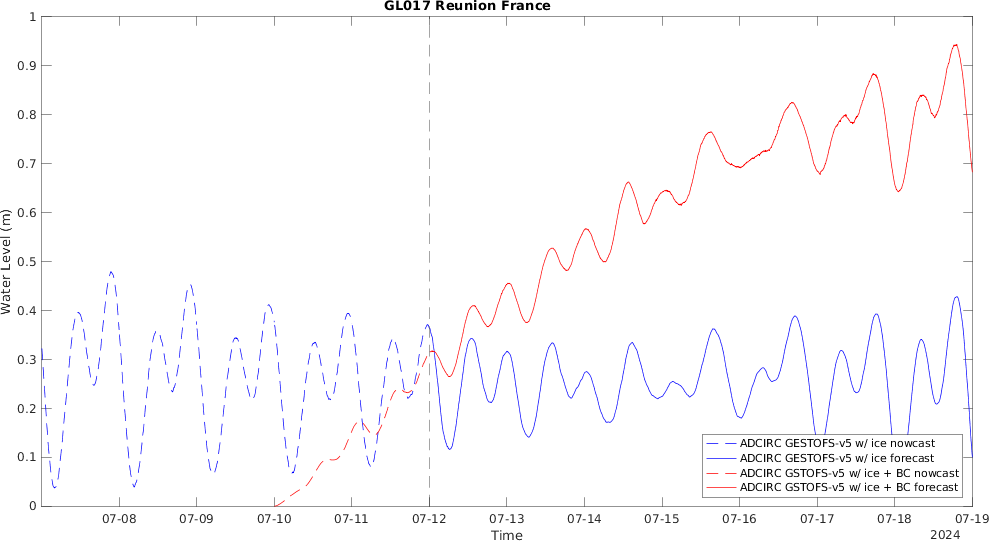 GL017 Reunion France
Water Level (m)
1
0.9
0.8
0.7
0.6
0.5
0.4
0.3
0.2
0.1
0
ADCIRC GESTOFS-v5 w/ ice nowcast
ADCIRC GESTOFS-v5 w/ ice forecast
ADCIRC GSTOFS-v5 w/ ice + BC nowcast
ADCIRC GSTOFS-v5 w/ ice + BC forecast
07-08 07-09 07-10 07-11 07-12 07-13 07-14 07-15 07-16 07-17 07-18 07-19
Time
2024